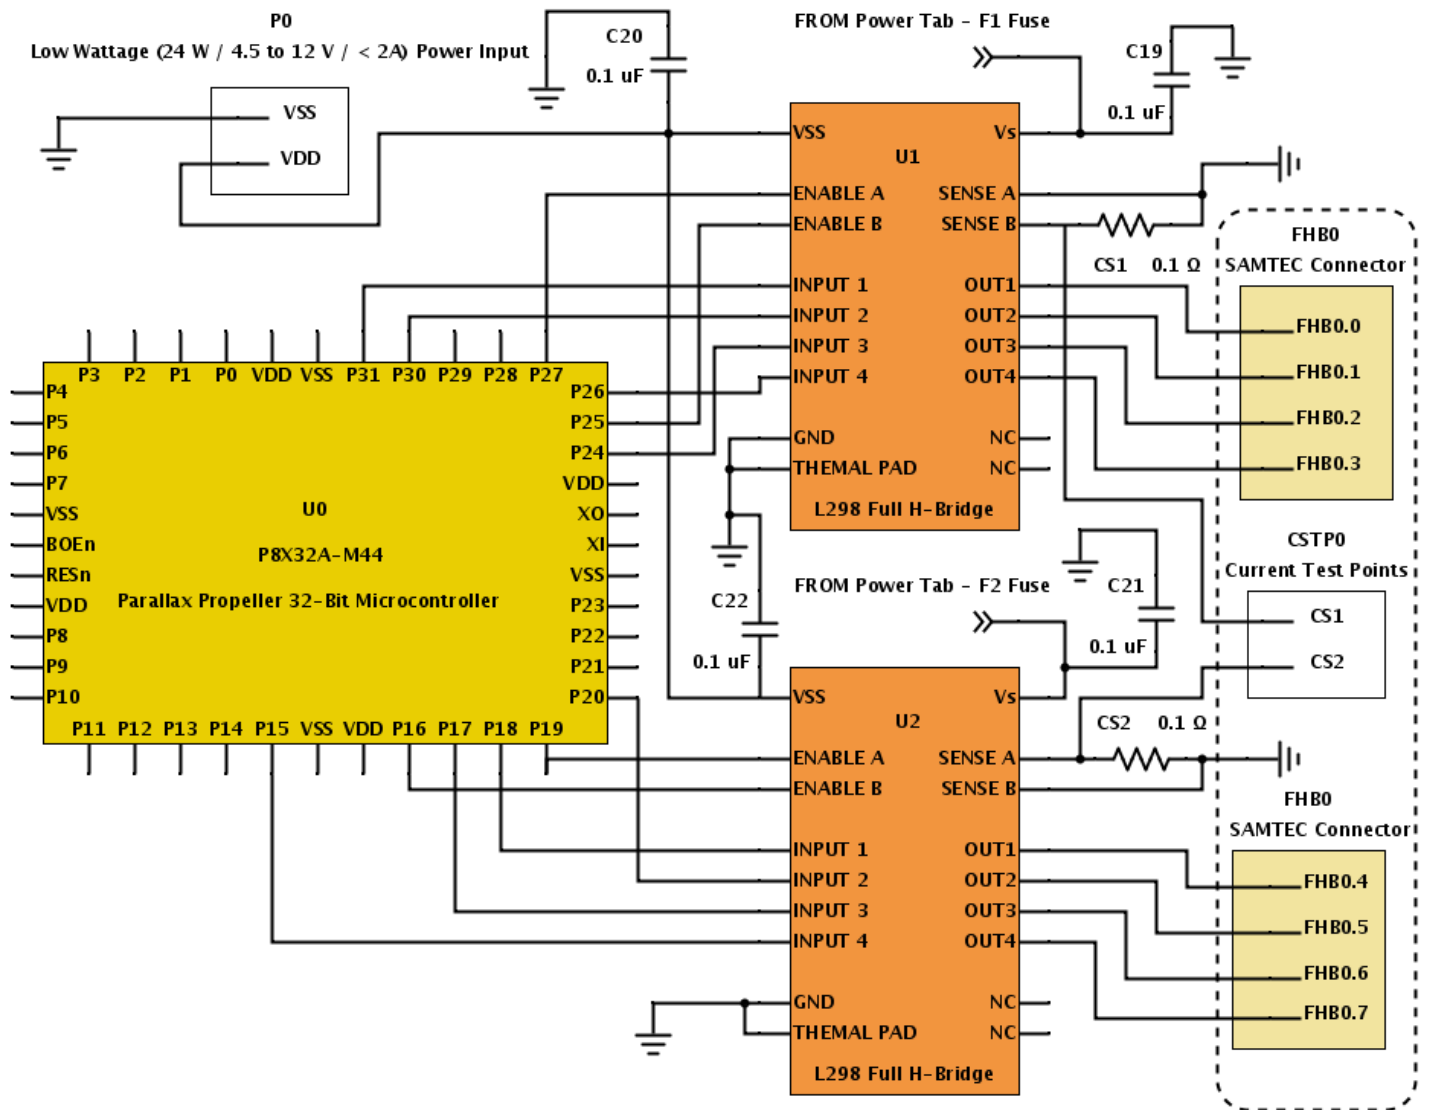 P0
Low Wattage (24 W / 4.5 to 12 V / < 2A) Power Input
VSS
VDD
C20
0.1 uF
FROM Power Tab - F1 Fuse
C19
0.1 uF
VSS
Vs
U1
ENABLE A
SENSE A
ENABLE B
SENSE B
CS1 0.1 Ω
INPUT 1
OUT1
INPUT 2
OUT2
INPUT 3
OUT3
INPUT 4
OUT4
GND
NC
THEMAL PAD
NC
L298 Full H-Bridge
FHB0
SAMTEC Connector
FHB0.0
FHB0.1
FHB0.2
FHB0.3
P3 P2 P1 P0 VDD VSS P31 P30 P29 P28 P27
P4
P5
P6
P7
VSS
BOEn
RESn
VDD
P8
P9
P10
U0
P8X32A-M44
Parallax Propeller 32-Bit Microcontroller
P26
P25
P24
VDD
XO
XI
VSS
P23
P22
P21
P20
P11 P12 P13 P14 P15 VSS VDD P16 P17 P18 P19
CSTP0
Current Test Points
CS1
CS2
FROM Power Tab - F2 Fuse
C21
0.1 uF
C22
0.1 uF
VSS
Vs
U2
CS2 0.1 Ω
ENABLE A
SENSE A
ENABLE B
SENSE B
INPUT 1
OUT1
INPUT 2
OUT2
INPUT 3
OUT3
INPUT 4
OUT4
GND
NC
THEMAL PAD
NC
L298 Full H-Bridge
FHB0
SAMTEC Connector
FHB0.4
FHB0.5
FHB0.6
FHB0.7